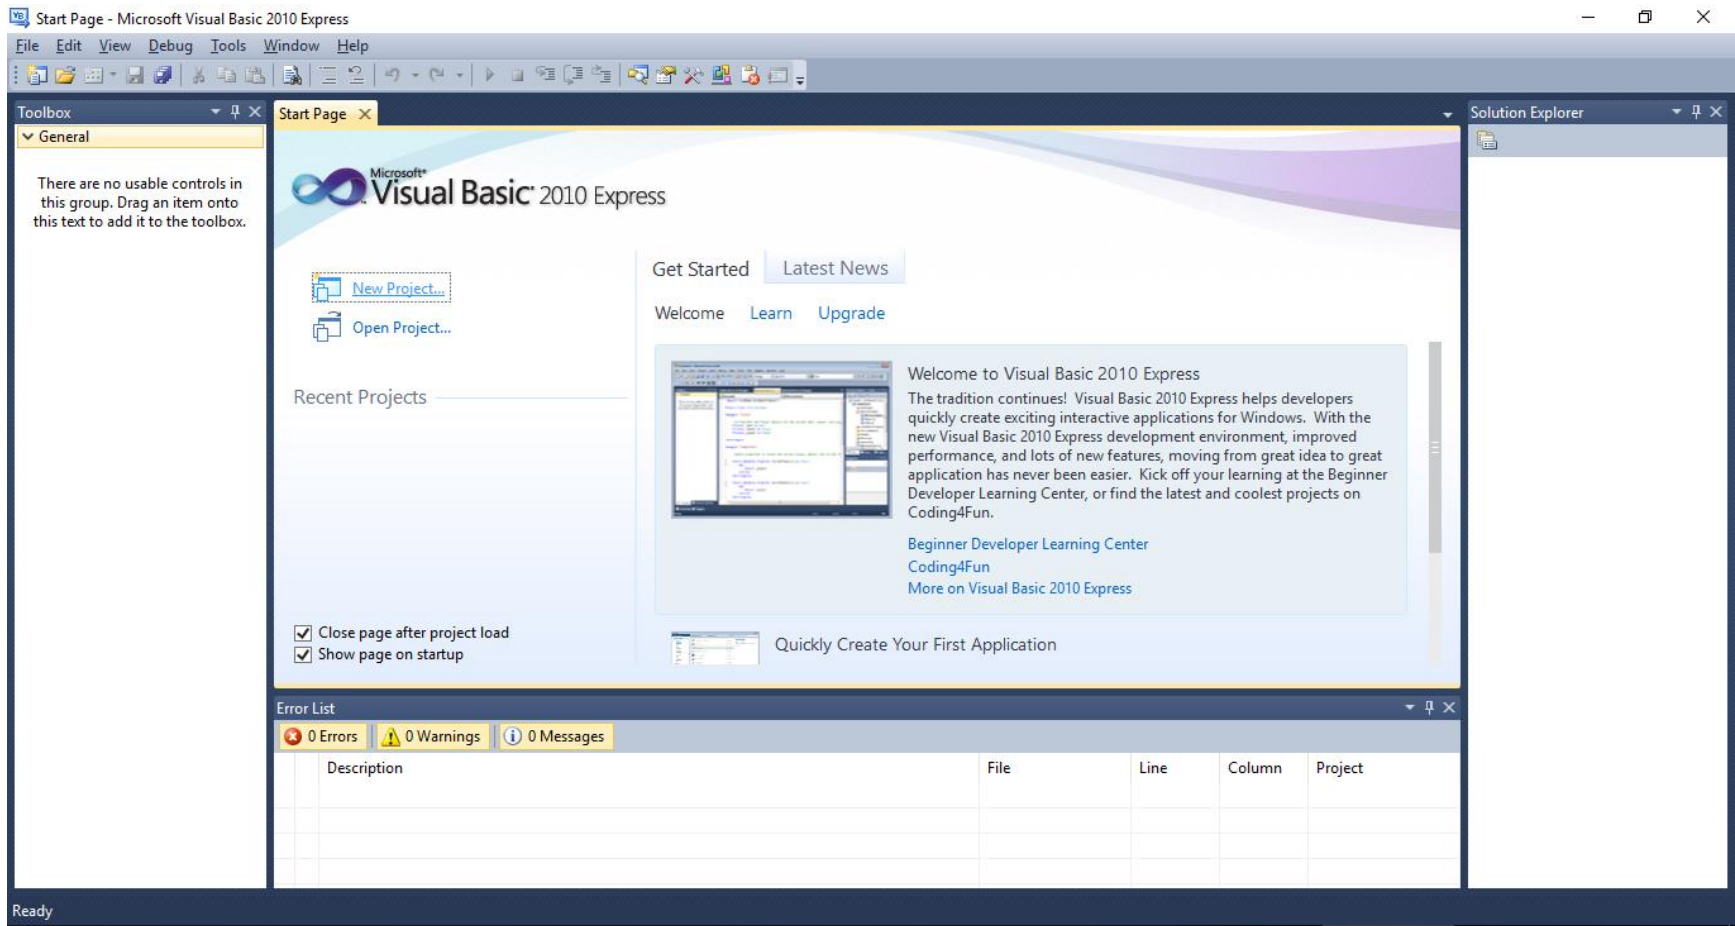 Start Page - Microsoft Visual Basic 2010 Express
File Edit View Debug Tools Window Help
Toolbox
General
There are no usable controls in
this group. Drag an item onto
this text to add it to the toolbox.
Start Page
Microsoft®
Visual Basic® 2010 Express
New Project...
Open Project...
Recent Projects
Close page after project load
Show page on startup
Get Started Latest News
Welcome Learn Upgrade
Welcome to Visual Basic 2010 Express
The tradition continues! Visual Basic 2010 Express helps developers
quickly create exciting interactive applications for Windows. With the
new Visual Basic 2010 Express development environment, improved
performance, and lots of new features, moving from great idea to great
application has never been easier. Kick off your learning at the Beginner
Developer Learning Center, or find the latest and coolest projects on
Coding4Fun.
Beginner Developer Learning Center
Coding4Fun
More on Visual Basic 2010 Express
Quickly Create Your First Application
Solution Explorer
Error List
0 Errors 0 Warnings 0 Messages
Description File Line Column Project
Ready